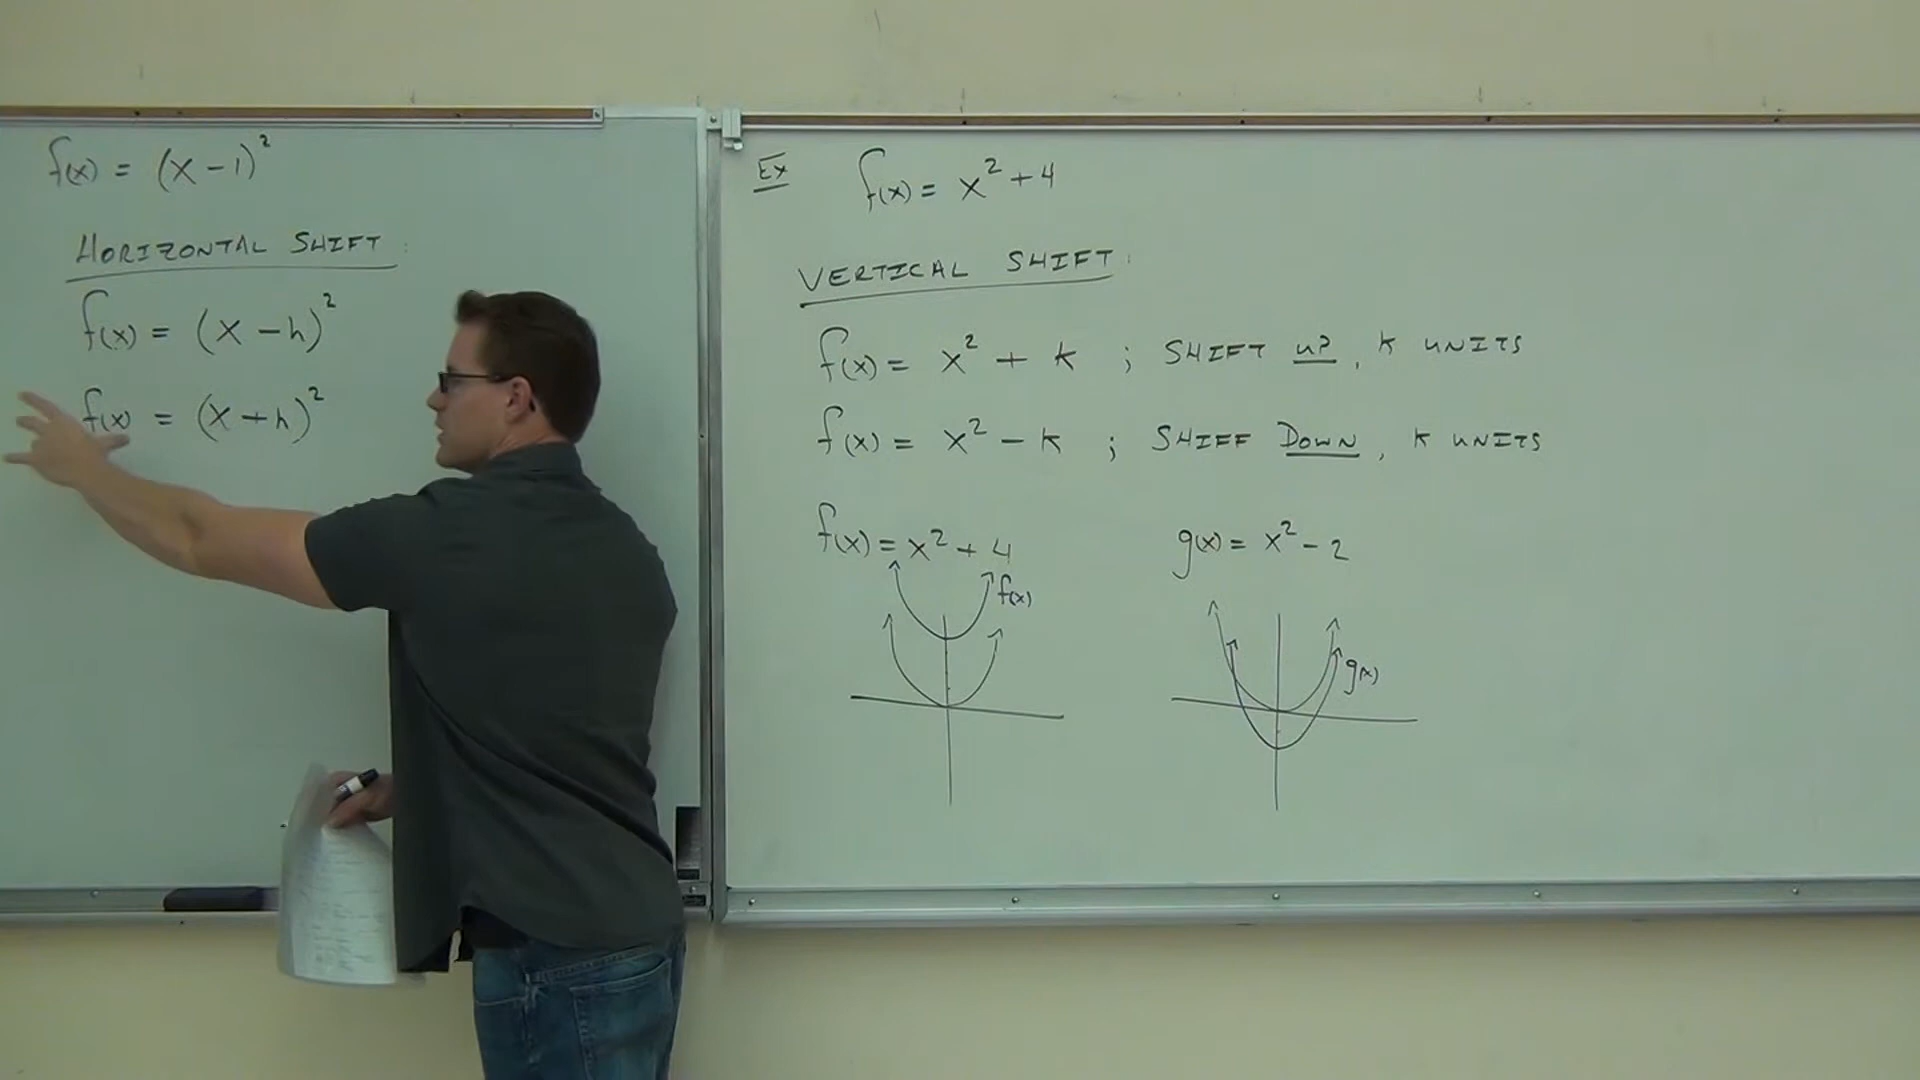 f(x) = (x - 1)²
HORIZONTAL SHIFT:
f(x) = (x - h)²
f(x) = (x + h)²
Ex f(x) = x² + 4
VERTICAL SHIFT:
f(x) = x² + k ; SHIFT UP, K UNITS
f(x) = x² - k ; SHIFF DOWN, K UNITS
f(x) = x² + 4 g(x) = x² - 2
f(x)
g(x)